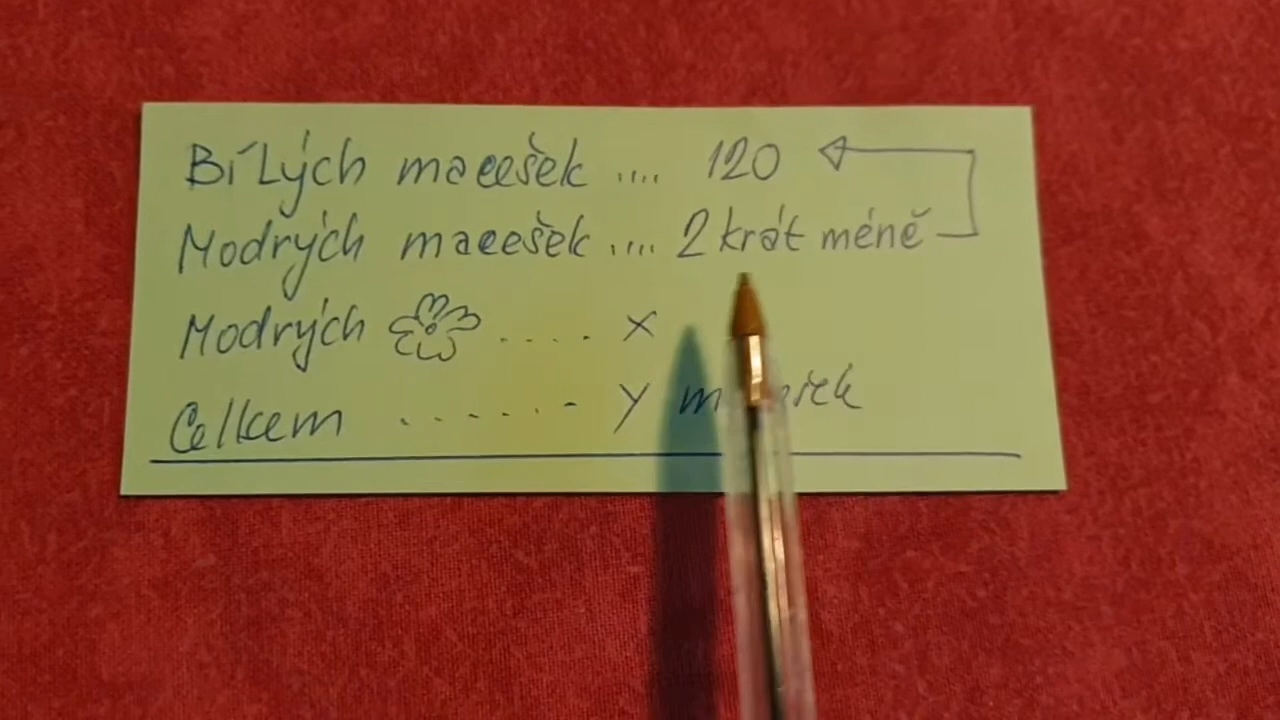 Bílých macešek .... 120
Modrých macešek .... 2 krát méně
Modrých ..... x
Celkem ...... y